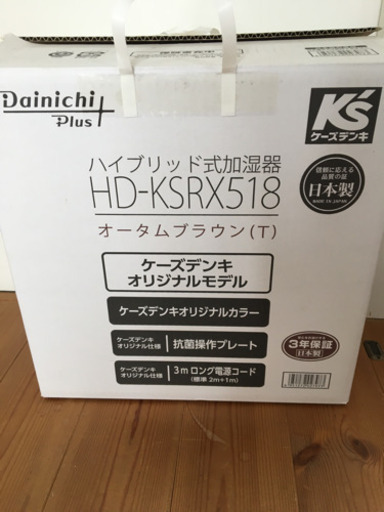 Dainichi
Plus
K's
ケーズデンキ
ハイブリッド式加湿器
HD-KSRX518
オータムブラウン(T)
信頼に応える
品質の証
日本製
MADE IN JAPAN
ケーズデンキ
オリジナルモデル
ケーズデンキオリジナルカラー
ケーズデンキ
オリジナル仕様
抗菌操作プレート
ケーズデンキ
オリジナル仕様
3mロング電源コード
(標準 2m+1m)
3年保証
日本製